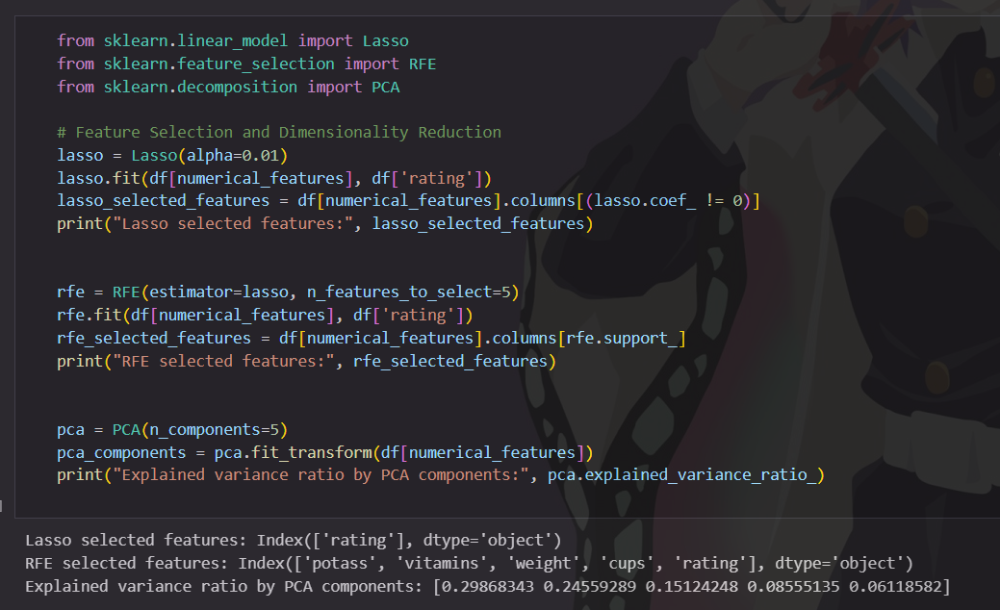 from sklearn.linear_model import Lasso
from sklearn.feature_selection import RFE
from sklearn.decomposition import PCA
# Feature Selection and Dimensionality Reduction
lasso = Lasso(alpha=0.01)
lasso.fit(df[numerical_features], df['rating'])
lasso_selected_features = df[numerical_features].columns[(lasso.coef_ != 0)]
print("Lasso selected features:", lasso_selected_features)
rfe = RFE(estimator=lasso, n_features_to_select=5)
rfe.fit(df[numerical_features], df['rating'])
rfe_selected_features = df[numerical_features].columns[rfe.support_]
print("RFE selected features:", rfe_selected_features)
pca = PCA(n_components=5)
pca_components = pca.fit_transform(df[numerical_features])
print("Explained variance ratio by PCA components:", pca.explained_variance_ratio_)
Lasso selected features: Index(['rating'], dtype='object')
RFE selected features: Index(['potass', 'vitamins', 'weight', 'cups', 'rating'], dtype='object')
Explained variance ratio by PCA components: [0.29868343 0.24559289 0.15124248 0.08555135 0.06118582]